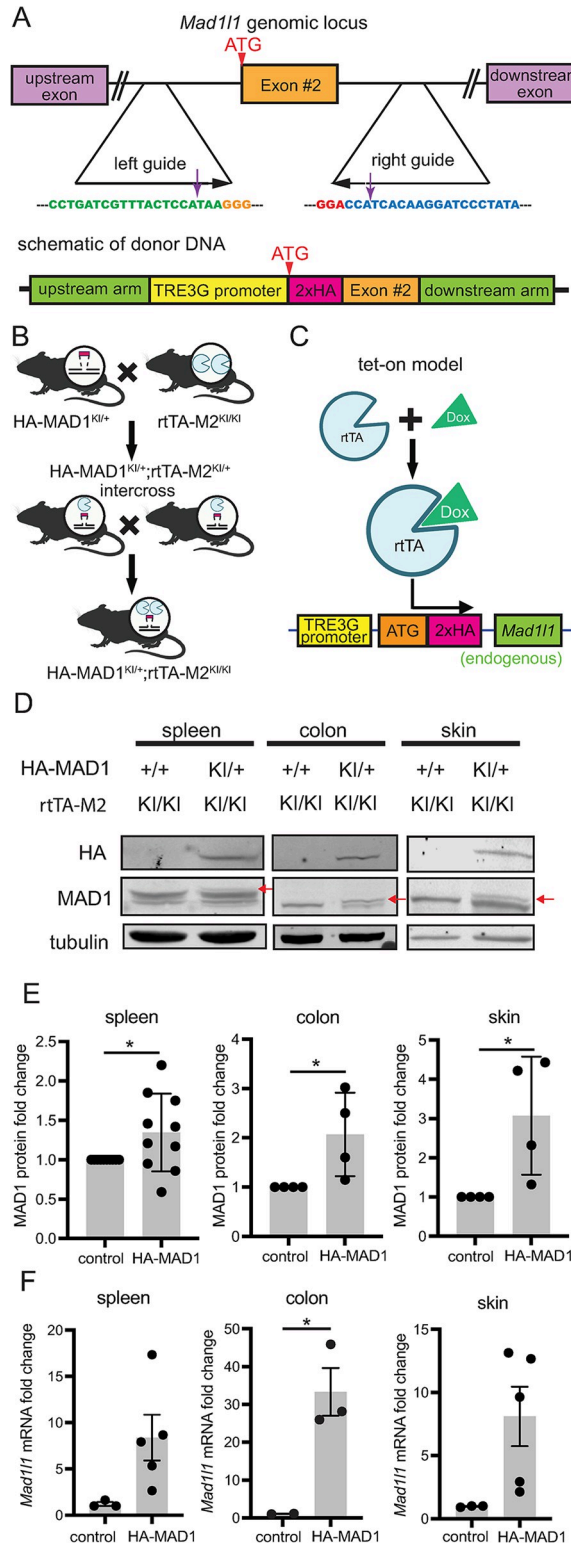 A
Mad1l1 genomic locus
ATG
upstream
exon
Exon #2
downstream
exon
left guide
right guide
---CCTGATCGTTTACTCCATAAGGG---
---GGACCATCACAAGGATCCCTATA---
schematic of donor DNA
ATG
upstream arm
TRE3G promoter
2xHA
Exon #2
downstream arm
B
HA-MAD1KI/+
rtTA-M2KI/KI
HA-MAD1KI/+;rtTA-M2KI/+
intercross
HA-MAD1KI/+;rtTA-M2KI/KI
C
tet-on model
rtTA
Dox
Dox
rtTA
TRE3G
promoter
ATG
2xHA
Mad1l1
(endogenous)
D
spleen
colon
skin
HA-MAD1
+/+
KI/+
+/+
KI/+
+/+
KI/+
rtTA-M2
KI/KI
KI/KI
KI/KI
KI/KI
KI/KI
KI/KI
HA
MAD1
tubulin
E
spleen
MAD1 protein fold change
2.5
2.0
1.5
1.0
0.5
0.0
*
control
HA-MAD1
colon
MAD1 protein fold change
4
3
2
1
0
*
control
HA-MAD1
skin
MAD1 protein fold change
5
4
3
2
1
0
*
control
HA-MAD1
F
spleen
Mad1l1 mRNA fold change
20
15
10
5
0
control
HA-MAD1
colon
Mad1l1 mRNA fold change
50
40
30
20
10
0
*
control
HA-MAD1
skin
Mad1l1 mRNA fold change
15
10
5
0
control
HA-MAD1